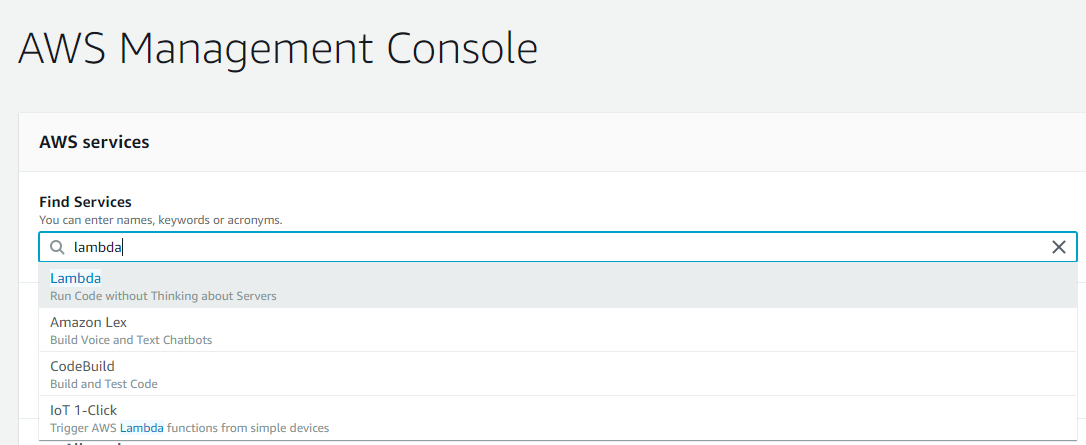 AWS Management Console
AWS services
Find Services
You can enter names, keywords or acronyms.
lambda
Lambda
Run Code without Thinking about Servers
Amazon Lex
Build Voice and Text Chatbots
CodeBuild
Build and Test Code
IoT 1-Click
Trigger AWS Lambda functions from simple devices